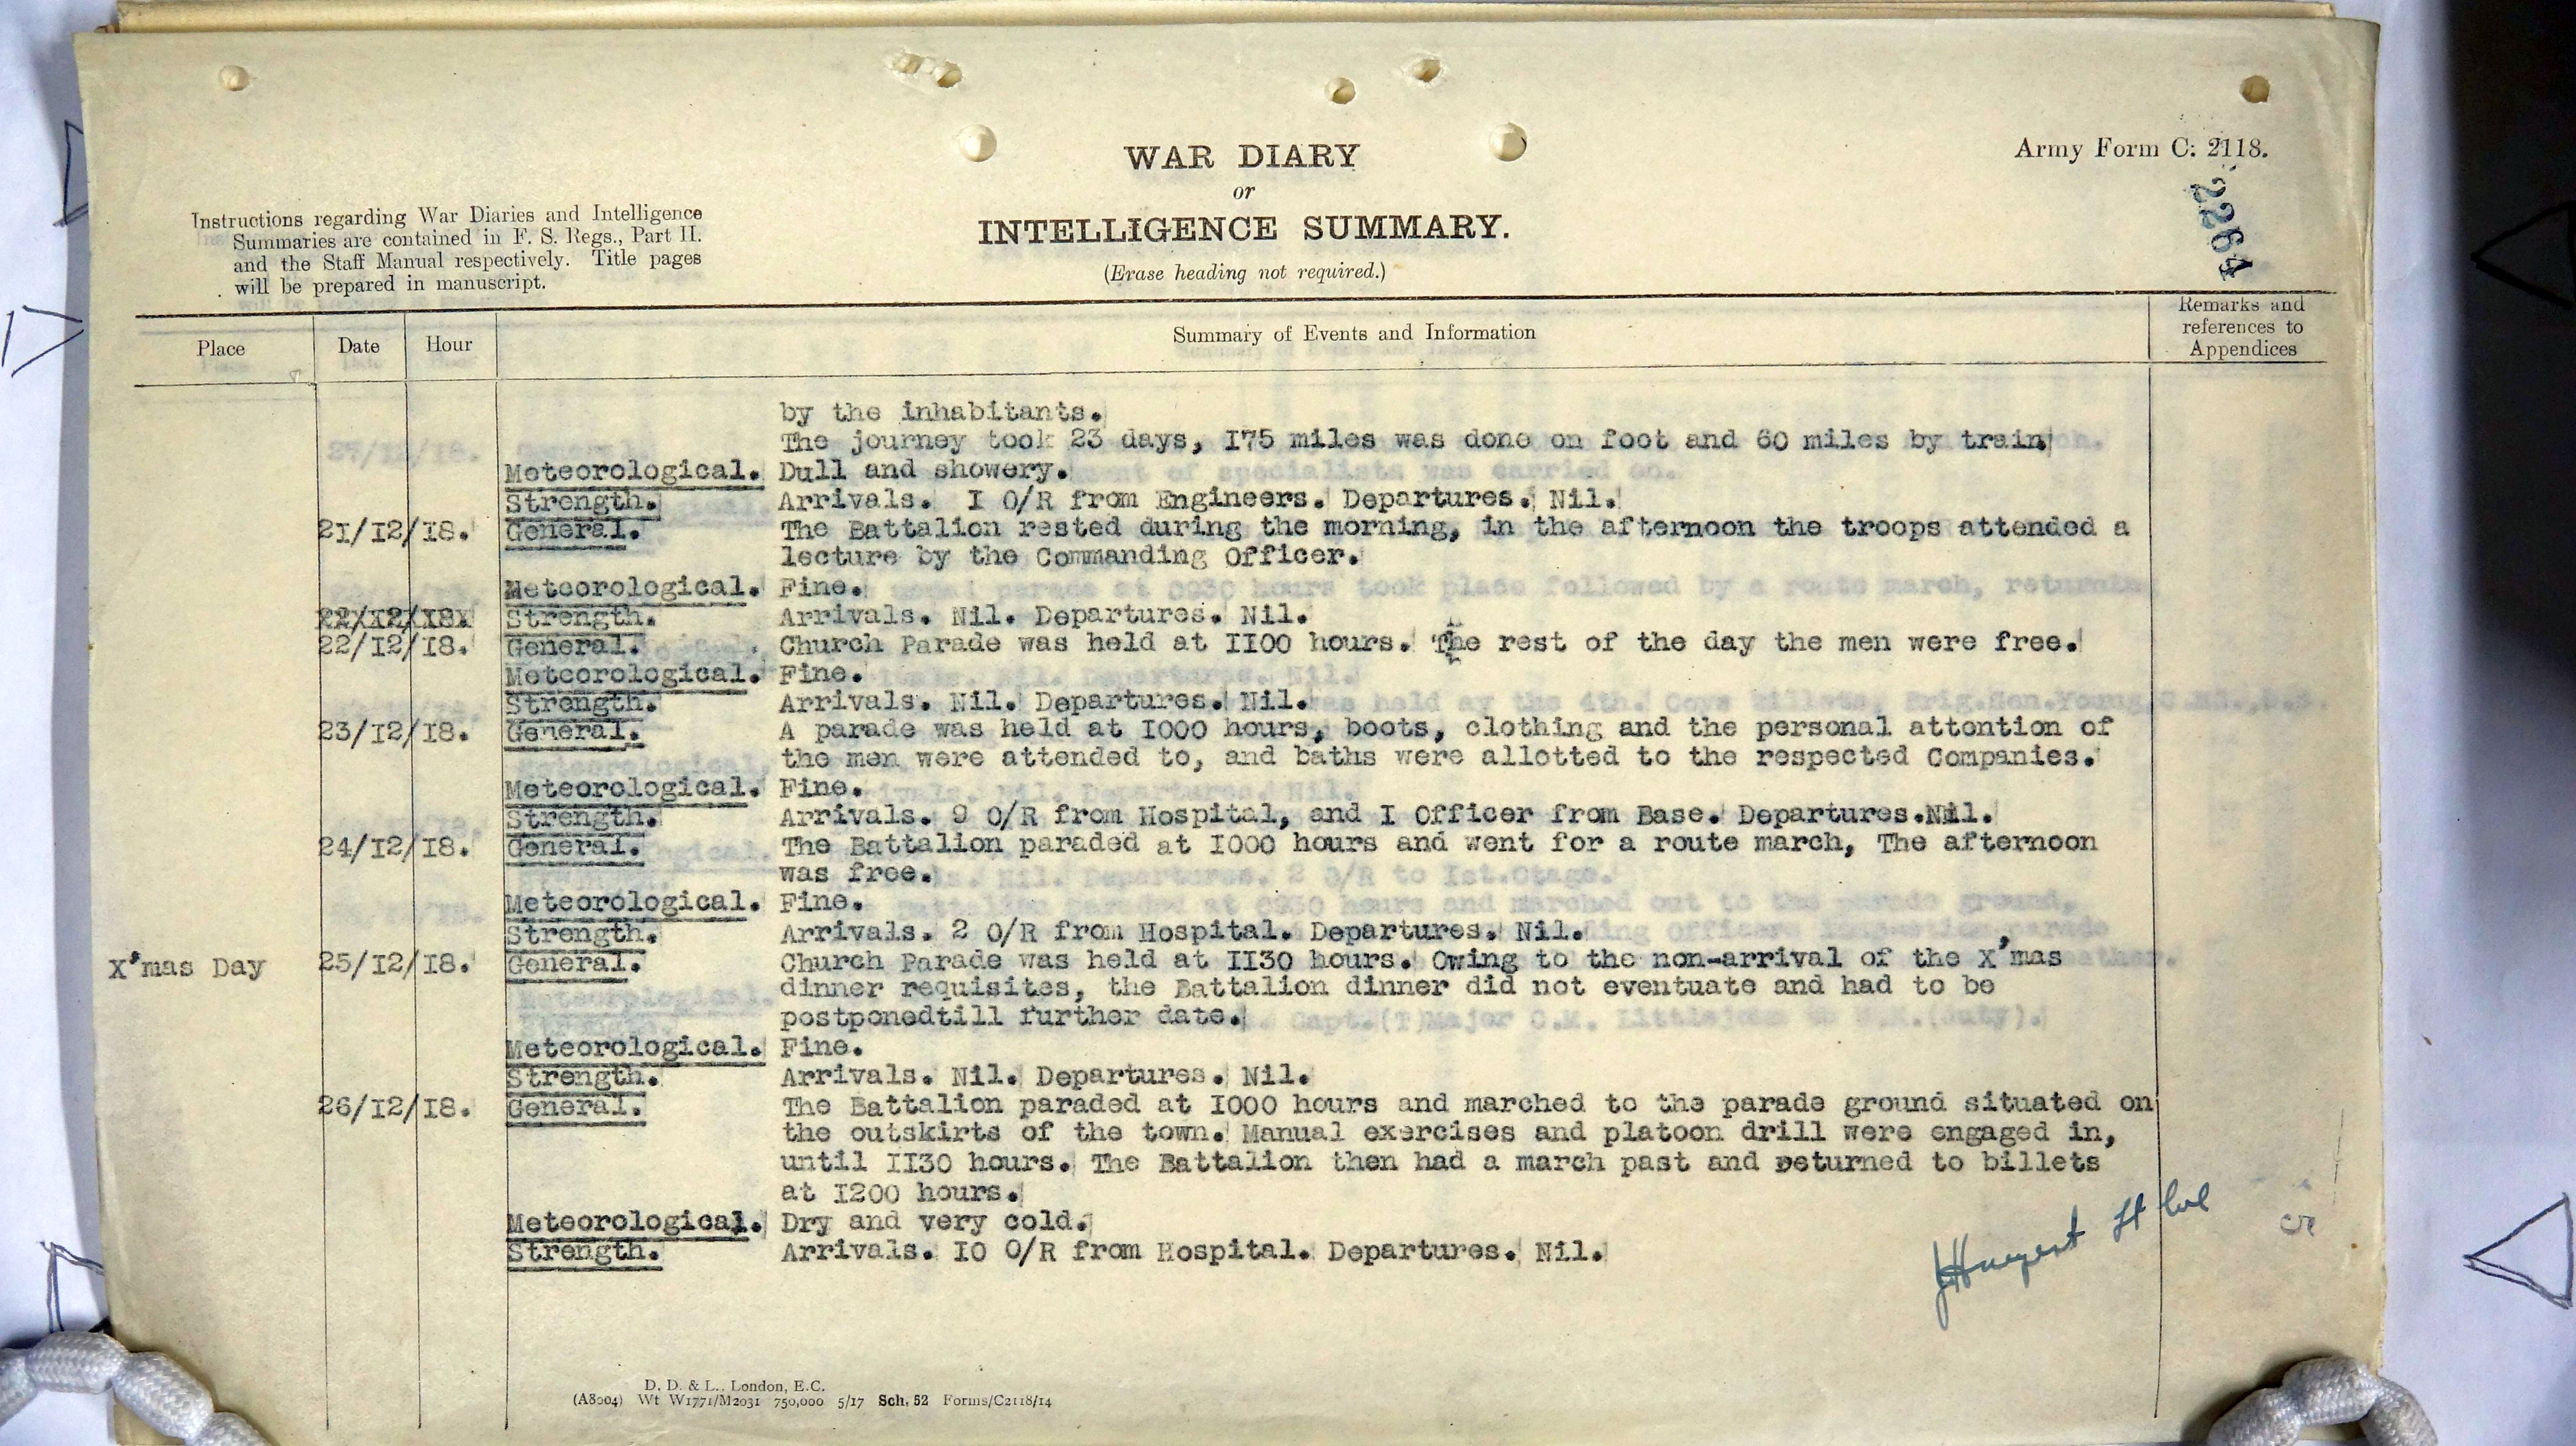 WAR DIARY
or
INTELLIGENCE SUMMARY.
(Erase heading not required.)
Army Form C. 2118.
2264
Instructions regarding War Diaries and Intelligence
Summaries are contained in F. S. Regs., Part II.
and the Staff Manual respectively. Title pages
will be prepared in manuscript.
Place Date Hour Summary of Events and Information Remarks and references to Appendices
by the inhabitants.
The journey took 23 days, I75 miles was done on foot and 60 miles by train
Meteorological. Dull and showery.
Strength. Arrivals. I O/R from Engineers. Departures. Nil.
2I/I2/I8. General. The Battalion rested during the morning, in the afternoon the troops attended a
lecture by the Commanding Officer.
Meteorological. Fine.
22/I2/I8. Strength. Arrivals. Nil. Departures. Nil.
22/I2/I8. General. Church Parade was held at II00 hours. The rest of the day the men were free.
Meteorological. Fine.
Strength. Arrivals. Nil. Departures. Nil.
23/I2/I8. General. A parade was held at I000 hours, boots, clothing and the personal attention of
the men were attended to, and baths were allotted to the respected Companies.
Meteorological. Fine.
Strength. Arrivals. 9 O/R from Hospital, and I Officer from Base. Departures.Nil.
24/I2/I8. General. The Battalion paraded at I000 hours and went for a route march, The afternoon
was free.
Meteorological. Fine.
Strength. Arrivals. 2 O/R from Hospital. Departures. Nil.
X'mas Day 25/I2/I8. General. Church Parade was held at II30 hours. Owing to the non-arrival of the X'mas
dinner requisites, the Battalion dinner did not eventuate and had to be
postponedtill further date.
Meteorological. Fine.
Strength. Arrivals. Nil. Departures. Nil.
26/I2/I8. General. The Battalion paraded at I000 hours and marched to the parade ground situated on
the outskirts of the town. Manual exercises and platoon drill were engaged in,
until II30 hours. The Battalion then had a march past and returned to billets
at I200 hours.
Meteorological. Dry and very cold.
Strength. Arrivals. I0 O/R from Hospital. Departures. Nil.
JHargest Lt Col
D. D. & L., London, E.C.
(A8004) Wt W1771/M2031 750,000 5/17 Sch. 52 Forms/C2118/14